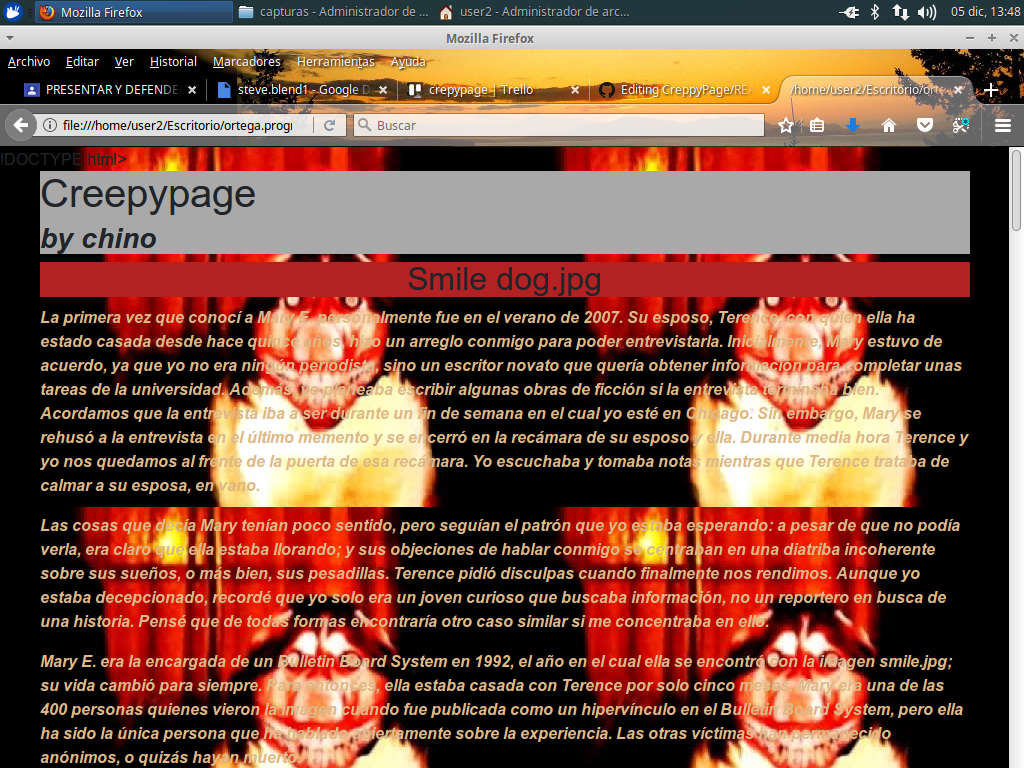 Mozilla Firefox
capturas - Administrador de ...
user2 - Administrador de arc...
05 dic, 13:48
Mozilla Firefox
Archivo Editar Ver Historial Marcadores Herramientas Ayuda
PRESENTAR Y DEFENDE
steve.blend1 - Google D
crepypage | Trello
Editing CreppyPage/REA
/home/user2/Escritorio/orte
file:///home/user2/Escritorio/ortega.progr
Buscar
!DOCTYPE html>
Creepypage
by chino
Smile dog.jpg
La primera vez que conocí a Mary E. personalmente fue en el verano de 2007. Su esposo, Terence, con quien ella ha
estado casada desde hace quince años, hizo un arreglo conmigo para poder entrevistarla. Inicialmente, Mary estuvo de
acuerdo, ya que yo no era ningún periodista, sino un escritor novato que quería obtener información para completar unas
tareas de la universidad. Además, yo planeaba escribir algunas obras de ficción si la entrevista terminaba bien.
Acordamos que la entrevista iba a ser durante un fin de semana en el cual yo esté en Chicago. Sin embargo, Mary se
rehusó a la entrevista en el último memento y se encerró en la recámara de su esposo y ella. Durante media hora Terence y
yo nos quedamos al frente de la puerta de esa recámara. Yo escuchaba y tomaba notas mientras que Terence trataba de
calmar a su esposa, en vano.
Las cosas que decía Mary tenían poco sentido, pero seguían el patrón que yo estaba esperando: a pesar de que no podía
verla, era claro que ella estaba llorando; y sus objeciones de hablar conmigo se centraban en una diatriba incoherente
sobre sus sueños, o más bien, sus pesadillas. Terence pidió disculpas cuando finalmente nos rendimos. Aunque yo
estaba decepcionado, recordé que yo solo era un joven curioso que buscaba información, no un reportero en busca de
una historia. Pensé que de todas formas encontraría otro caso similar si me concentraba en ello.
Mary E. era la encargada de un Bulletin Board System en 1992, el año en el cual ella se encontró con la imagen smile.jpg;
su vida cambió para siempre. Para entonces, ella estaba casada con Terence por solo cinco meses. Mary era una de las
400 personas quienes vieron la imagen cuando fue publicada como un hipervínculo en el Bulletin Board System, pero ella
ha sido la única persona que ha hablado abiertamente sobre la experiencia. Las otras víctimas han permanecido
anónimos, o quizás hayan muerto.